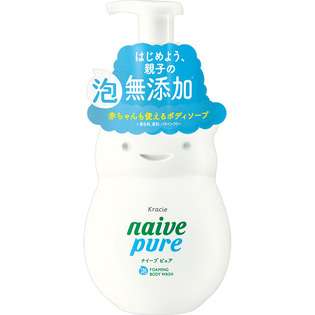 はじめよう、
親子の
泡 無添加*
赤ちゃんも使えるボディソープ
Kracie
naive
pure
ナイーブ ピュア
泡 FOAMING
BODY WASH